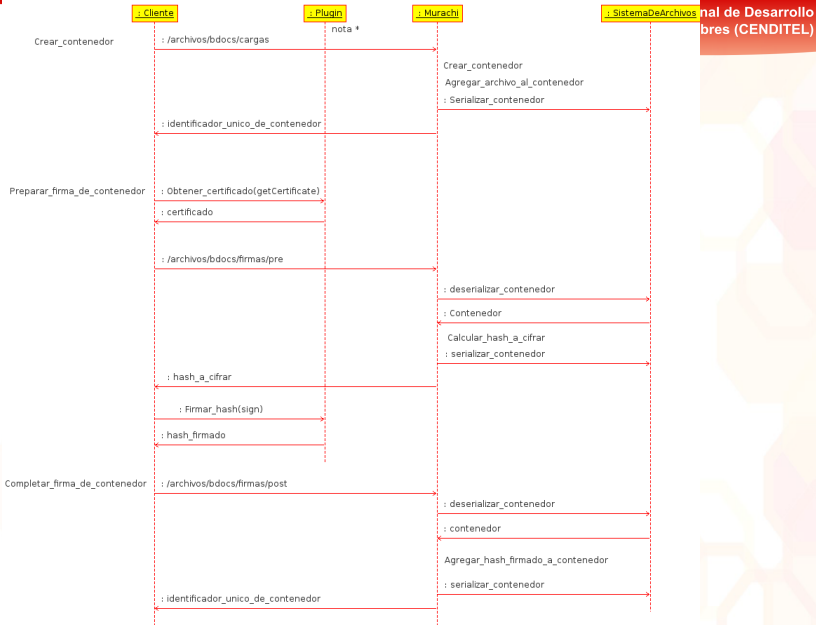 : Cliente
: Plugin
: Murachi
: SistemaDeArchivos
nal de Desarrollo
bres (CENDITEL)
nota *
Crear_contenedor
: /archivos/bdocs/cargas
Crear_contenedor
Agregar_archivo_al_contenedor
: Serializar_contenedor
: identificador_unico_de_contenedor
Preparar_firma_de_contenedor
: Obtener_certificado(getCertificate)
: certificado
: /archivos/bdocs/firmas/pre
: deserializar_contenedor
: Contenedor
Calcular_hash_a_cifrar
: serializar_contenedor
: hash_a_cifrar
: Firmar_hash(sign)
: hash_firmado
Completar_firma_de_contenedor
: /archivos/bdocs/firmas/post
: deserializar_contenedor
: contenedor
Agregar_hash_firmado_a_contenedor
: serializar_contenedor
: identificador_unico_de_contenedor